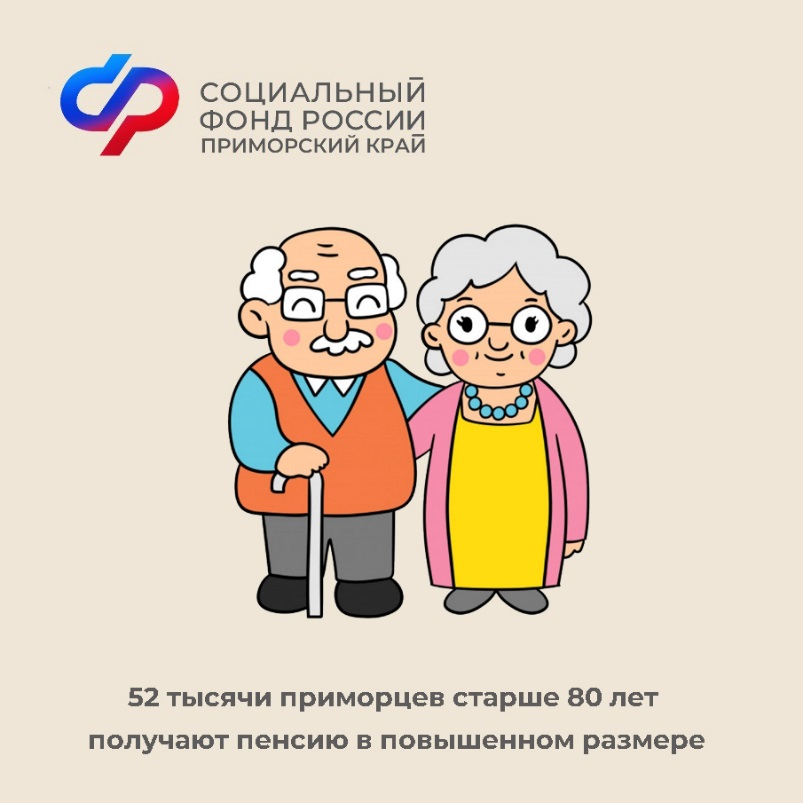 СОЦИАЛЬНЫЙ
ФОНД РОССИИ
ПРИМОРСКИЙ КРАЙ
52 тысячи приморцев старше 80 лет
получают пенсию в повышенном размере